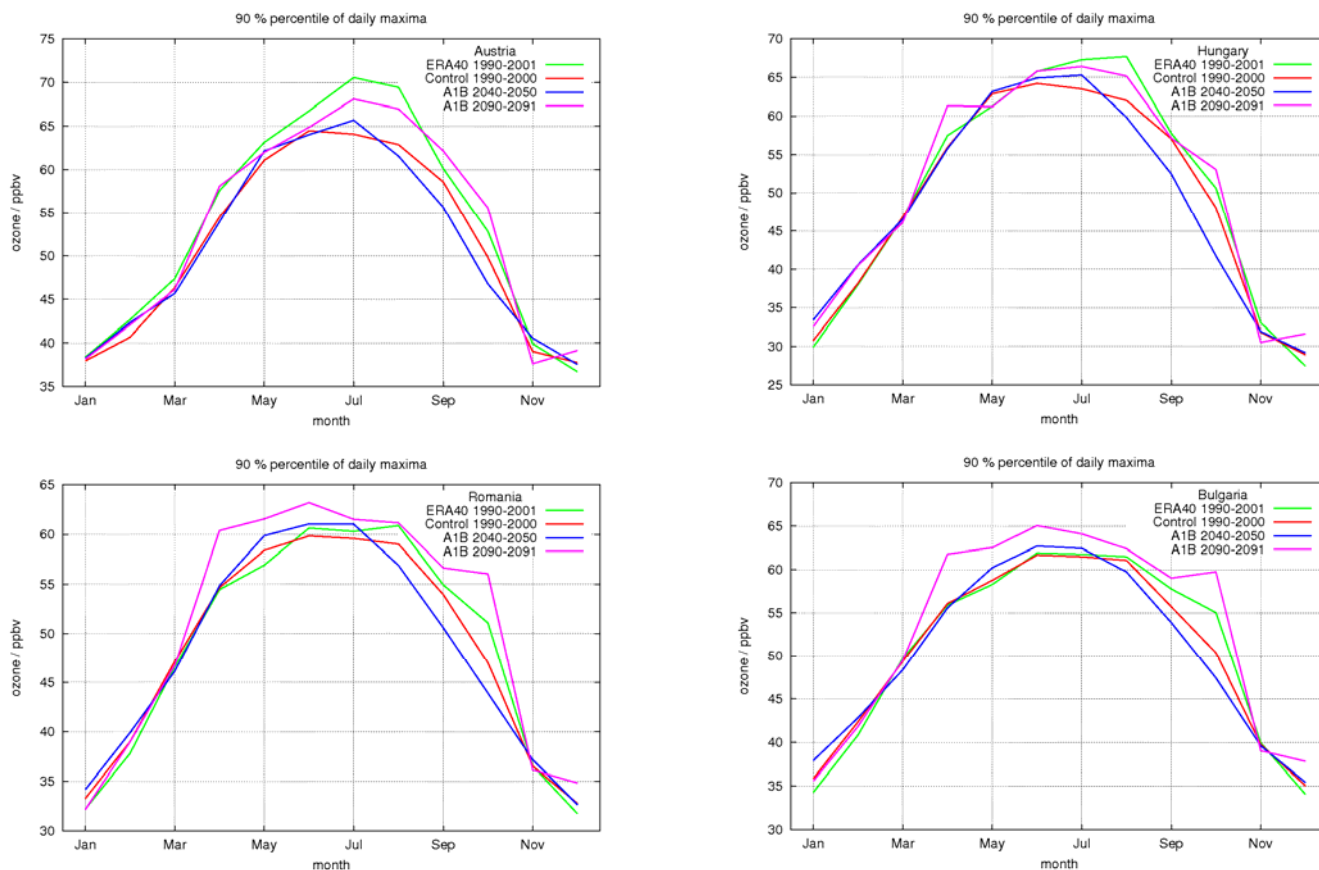 90 % percentile of daily maxima
Austria
ERA40 1990-2001
Control 1990-2000
A1B 2040-2050
A1B 2090-2091
ozone / ppbv
75
70
65
60
55
50
45
40
35
Jan Mar May Jul Sep Nov
month
90 % percentile of daily maxima
Hungary
ERA40 1990-2001
Control 1990-2000
A1B 2040-2050
A1B 2090-2091
ozone / ppbv
70
65
60
55
50
45
40
35
30
25
Jan Mar May Jul Sep Nov
month
90 % percentile of daily maxima
Romania
ERA40 1990-2001
Control 1990-2000
A1B 2040-2050
A1B 2090-2091
ozone / ppbv
65
60
55
50
45
40
35
30
Jan Mar May Jul Sep Nov
month
90 % percentile of daily maxima
Bulgaria
ERA40 1990-2001
Control 1990-2000
A1B 2040-2050
A1B 2090-2091
ozone / ppbv
70
65
60
55
50
45
40
35
30
Jan Mar May Jul Sep Nov
month